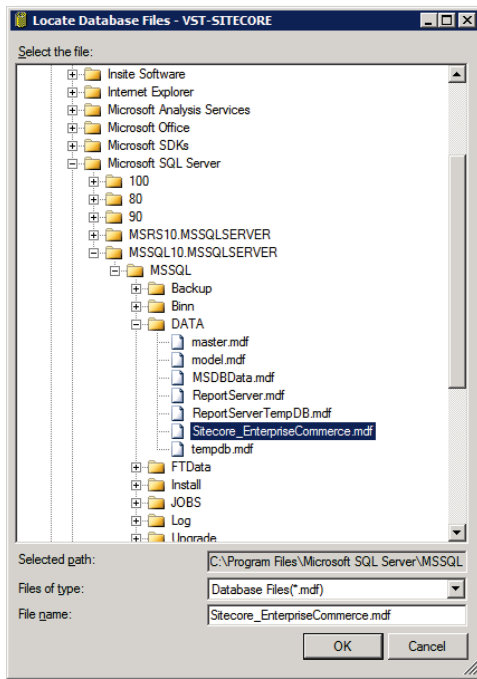 Locate Database Files - VST-SITECORE
Select the file:
Insite Software
Internet Explorer
Microsoft Analysis Services
Microsoft Office
Microsoft SDKs
Microsoft SQL Server
100
80
90
MSRS10.MSSQLSERVER
MSSQL10.MSSQLSERVER
MSSQL
Backup
Binn
DATA
master.mdf
model.mdf
MSDBData.mdf
ReportServer.mdf
ReportServerTempDB.mdf
Sitecore_EnterpriseCommerce.mdf
tempdb.mdf
FTData
Install
JOBS
Log
Upgrade
Selected path: C:\Program Files\Microsoft SQL Server\MSSQL
Files of type: Database Files(*.mdf)
File name: Sitecore_EnterpriseCommerce.mdf
OK Cancel